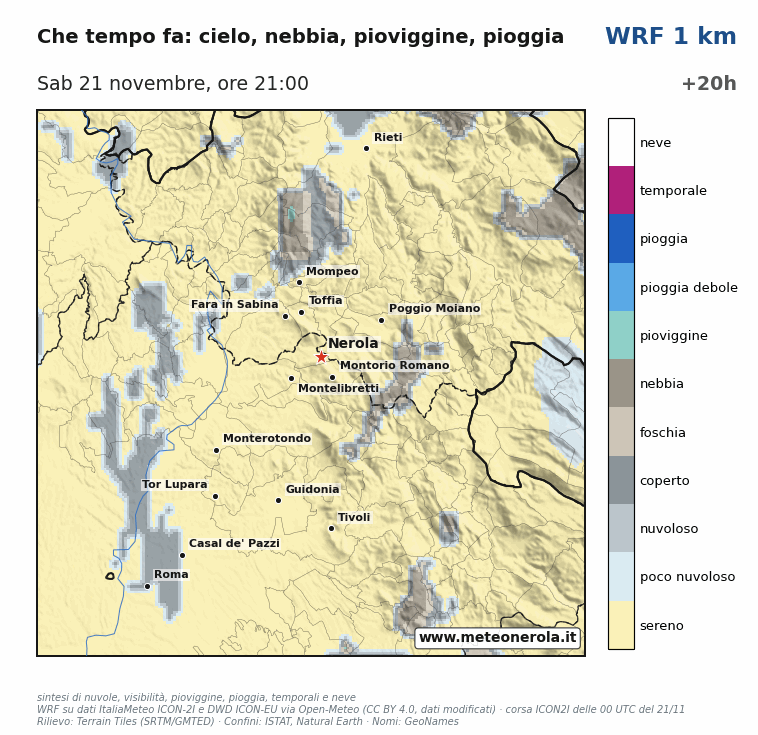 Che tempo fa: cielo, nebbia, pioviggine, pioggia
WRF 1 km
Sab 21 novembre, ore 21:00
+20h
Rieti
Mompeo
Fara in Sabina
Toffia
Poggio Moiano
Nerola
Montorio Romano
Montelibretti
Monterotondo
Tor Lupara
Guidonia
Tivoli
Casal de' Pazzi
Roma
www.meteonerola.it
neve
temporale
pioggia
pioggia debole
pioviggine
nebbia
foschia
coperto
nuvoloso
poco nuvoloso
sereno
sintesi di nuvole, visibilità, pioviggine, pioggia, temporali e neve
WRF su dati ItaliaMeteo ICON-2I e DWD ICON-EU via Open-Meteo (CC BY 4.0, dati modificati) · corsa ICON2I delle 00 UTC del 21/11
Rilievo: Terrain Tiles (SRTM/GMTED) · Confini: ISTAT, Natural Earth · Nomi: GeoNames